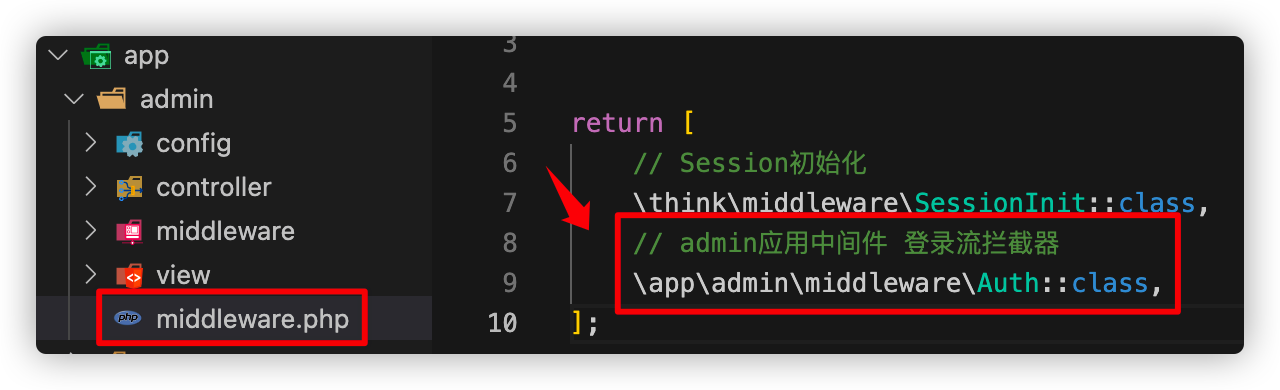 app
admin
config
controller
middleware
view
php middleware.php
3
4
5 return [
6 // Session初始化
7 \think\middleware\SessionInit::class,
8 // admin应用中间件 登录流拦截器
9 \app\admin\middleware\Auth::class,
10 ];